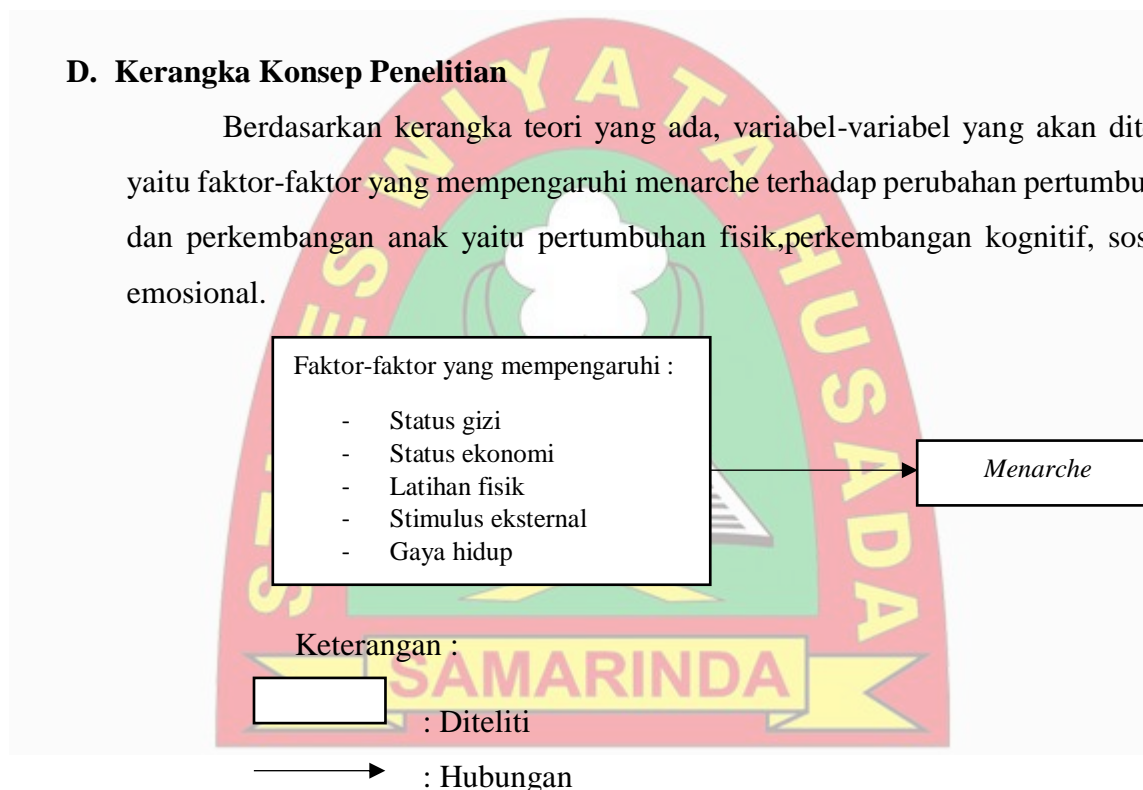 D. Kerangka Konsep Penelitian
Berdasarkan kerangka teori yang ada, variabel-variabel yang akan dit
yaitu faktor-faktor yang mempengaruhi menarche terhadap perubahan pertumbu
dan perkembangan anak yaitu pertumbuhan fisik,perkembangan kognitif, sos
emosional.
Faktor-faktor yang mempengaruhi :
- Status gizi
- Status ekonomi
- Latihan fisik
- Stimulus eksternal
- Gaya hidup
Menarche
Keterangan :
: Diteliti
: Hubungan
WIYATA HUSADA
SAMARINDA